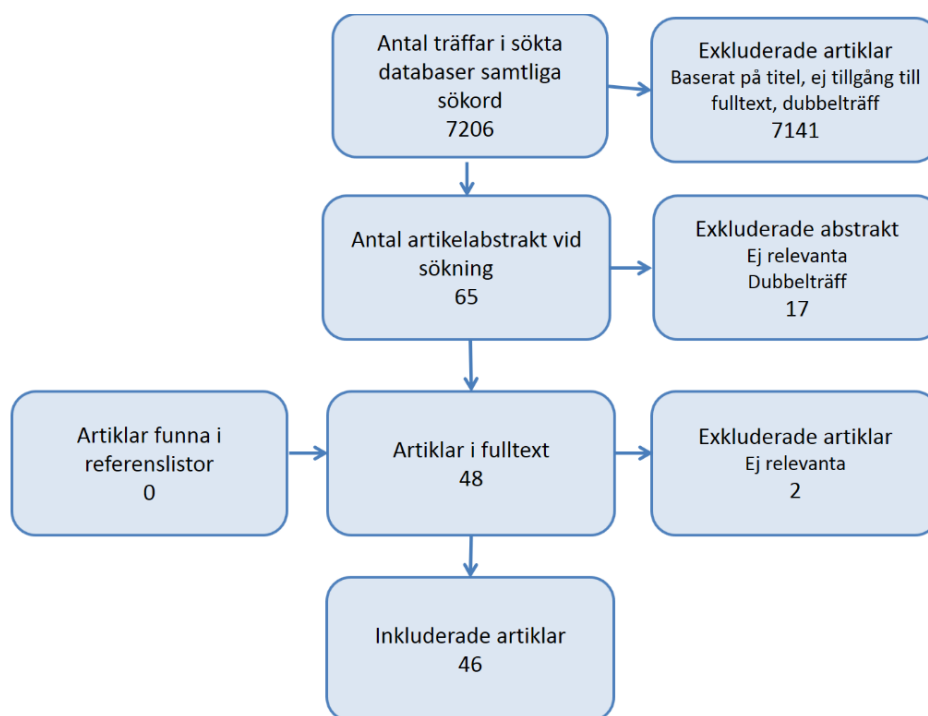 Antal träffar i sökta
databaser samtliga
sökord
7206
Exkluderade artiklar
Baserat på titel, ej tillgång till
fulltext, dubbelträff
7141
Antal artikelabstrakt vid
sökning
65
Exkluderade abstrakt
Ej relevanta
Dubbelträff
17
Artiklar funna i
referenslistor
0
Artiklar i fulltext
48
Exkluderade artiklar
Ej relevanta
2
Inkluderade artiklar
46